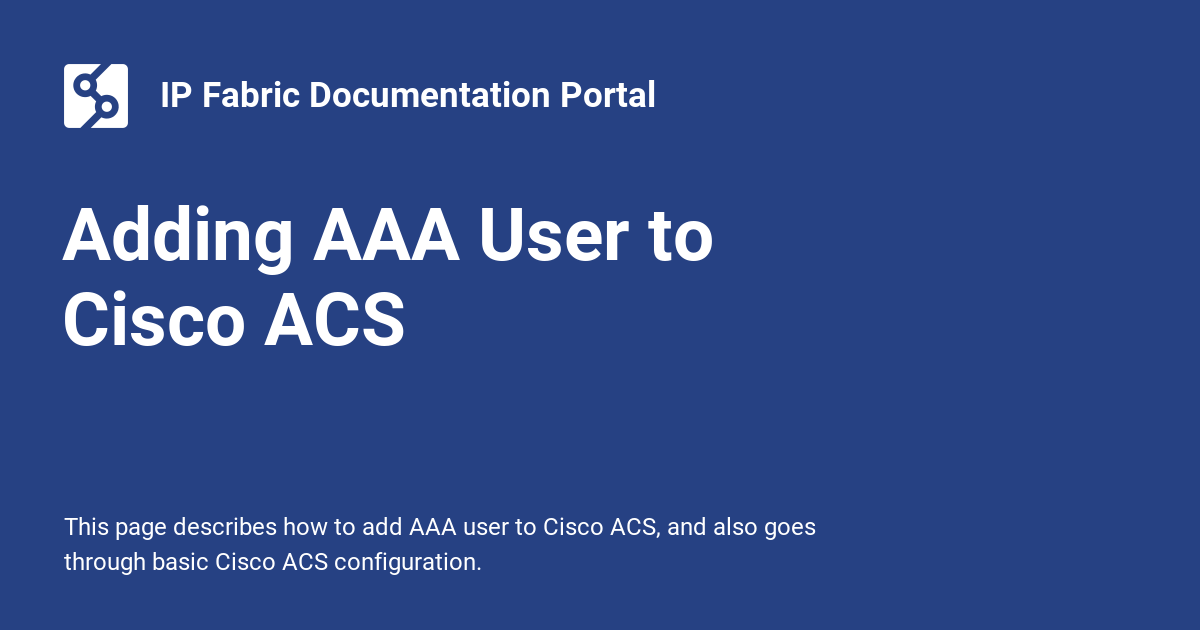 IP Fabric Documentation Portal
Adding AAA User to
Cisco ACS
This page describes how to add AAA user to Cisco ACS, and also goes
through basic Cisco ACS configuration.